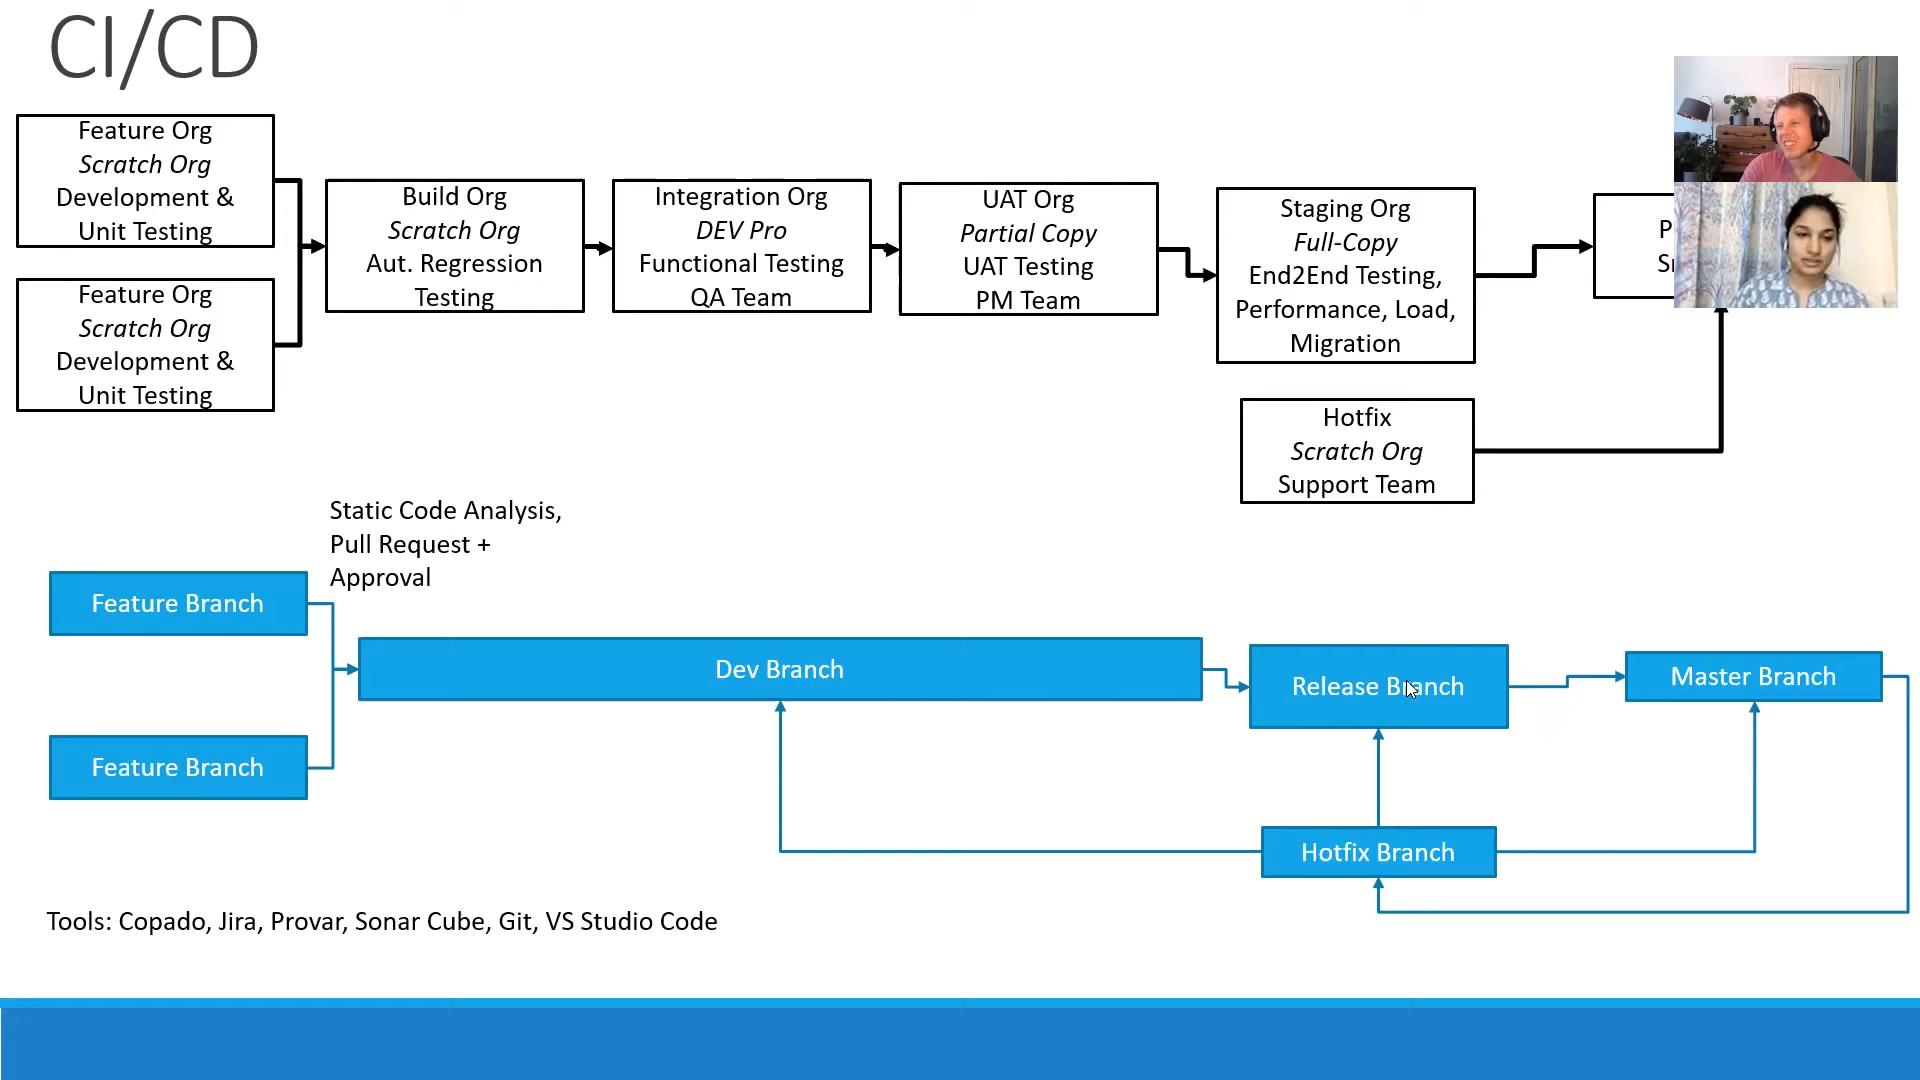 CI/CD
Feature Org
Scratch Org
Development &
Unit Testing
Feature Org
Scratch Org
Development &
Unit Testing
Build Org
Scratch Org
Aut. Regression
Testing
Integration Org
DEV Pro
Functional Testing
QA Team
UAT Org
Partial Copy
UAT Testing
PM Team
Staging Org
Full-Copy
End2End Testing,
Performance, Load,
Migration
Hotfix
Scratch Org
Support Team
Static Code Analysis,
Pull Request +
Approval
Feature Branch
Feature Branch
Dev Branch
Release Branch
Master Branch
Hotfix Branch
Tools: Copado, Jira, Provar, Sonar Cube, Git, VS Studio Code